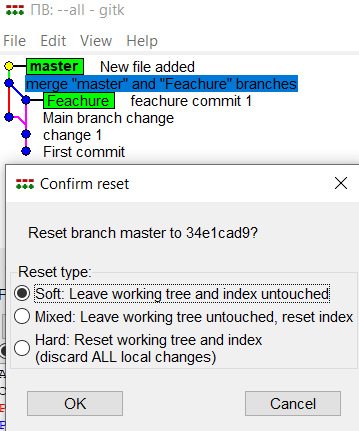 ПВ: --all - gitk
File Edit View Help
master New file added
merge "master" and "Feachure" branches
Feachure feachure commit 1
Main branch change
change 1
First commit
Confirm reset
Reset branch master to 34e1cad9?
Reset type:
Soft: Leave working tree and index untouched
Mixed: Leave working tree untouched, reset index
Hard: Reset working tree and index
(discard ALL local changes)
OK Cancel